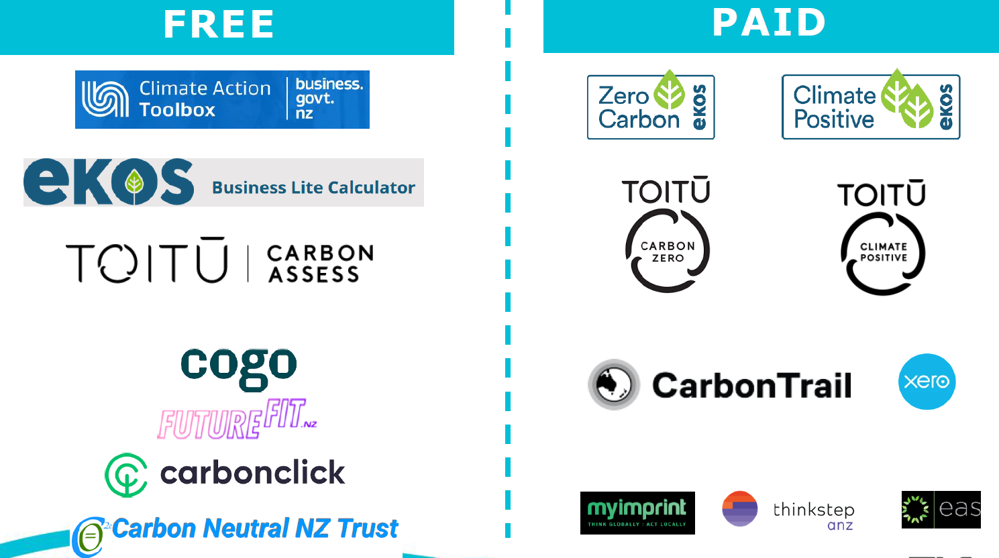 FREE
Climate Action
Toolbox
business.
govt.
nz
ekos
Business Lite Calculator
TOITŪ
CARBON
ASSESS
cogo
FUTUREFIT.NZ
carbonclick
Carbon Neutral NZ Trust
PAID
Zero
Carbon
ekos
Climate
Positive
ekos
TOITŪ
CARBON
ZERO
TOITŪ
CLIMATE
POSITIVE
CarbonTrail
xero
myimprint
THINK GLOBALLY : ACT LOCALLY
thinkstep
anz
eas